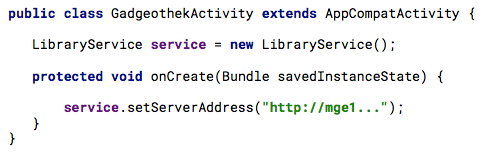 public class GadgeothekActivity extends AppCompatActivity {
LibraryService service = new LibraryService();
protected void onCreate(Bundle savedInstanceState) {
service.setServerAddress("http://mge1...");
}
}